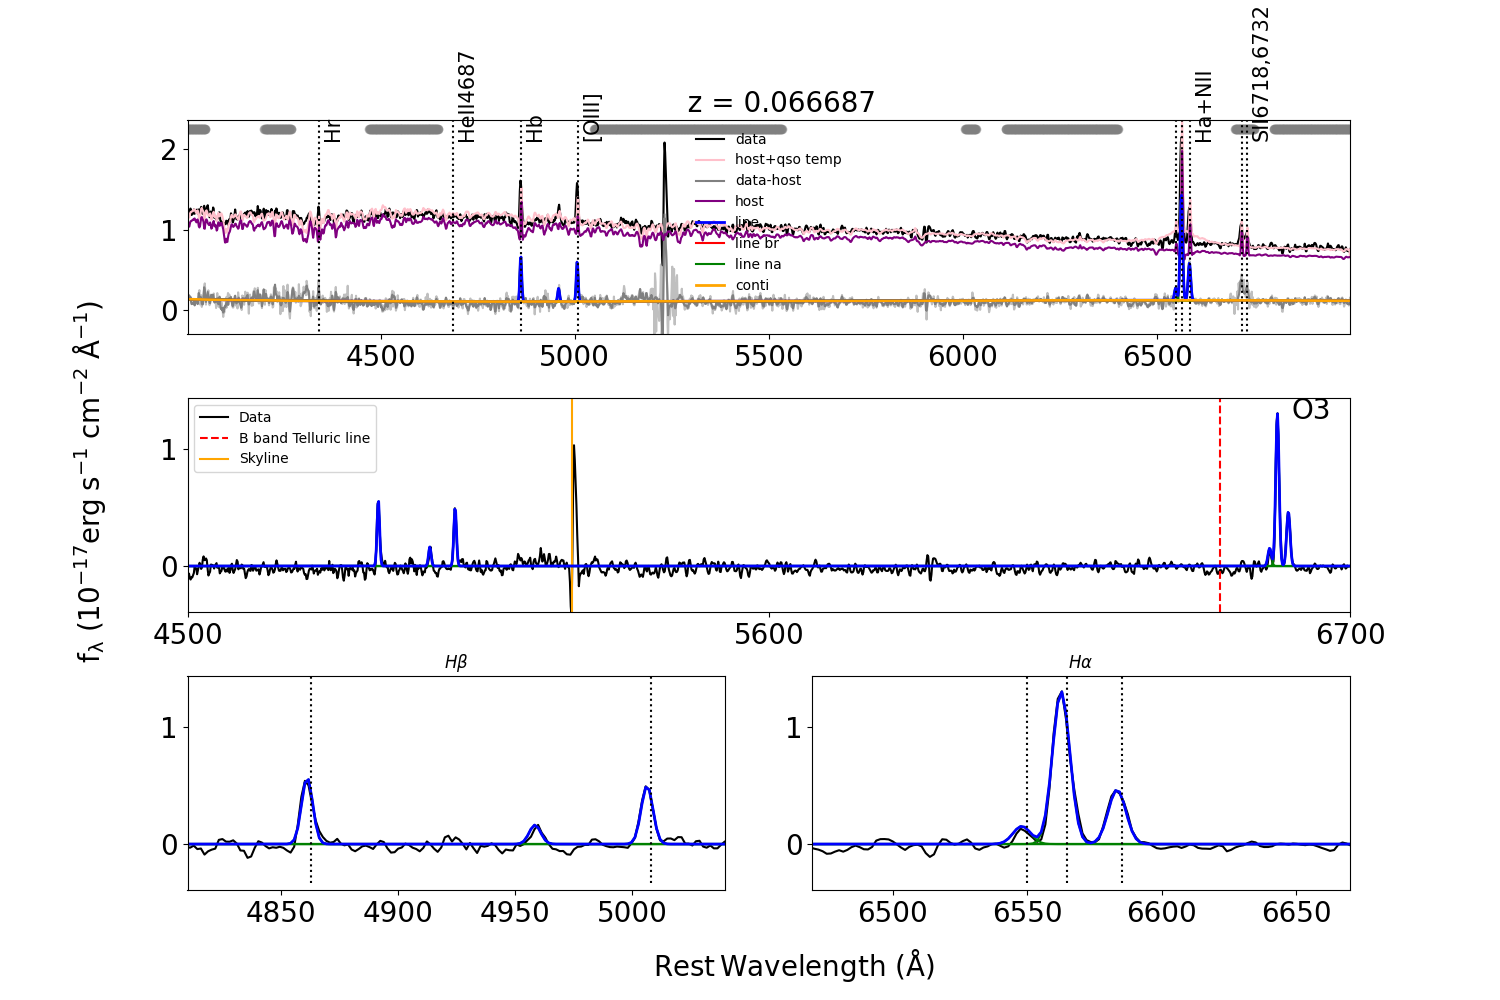 z = 0.066687
Hr
HeII4687
Hb
[OIII]
Ha+NII
SII6718,6732
data
host+qso temp
data-host
host
line
line br
line na
conti
2
1
0
4500 5000 5500 6000 6500
O3
Data
B band Telluric line
Skyline
1
0
4500 5600 6700
Hβ
1
0
4850 4900 4950 5000
Hα
1
0
6500 6550 6600 6650
f_λ (10⁻¹⁷erg s⁻¹ cm⁻² Å⁻¹)
Rest Wavelength (Å)